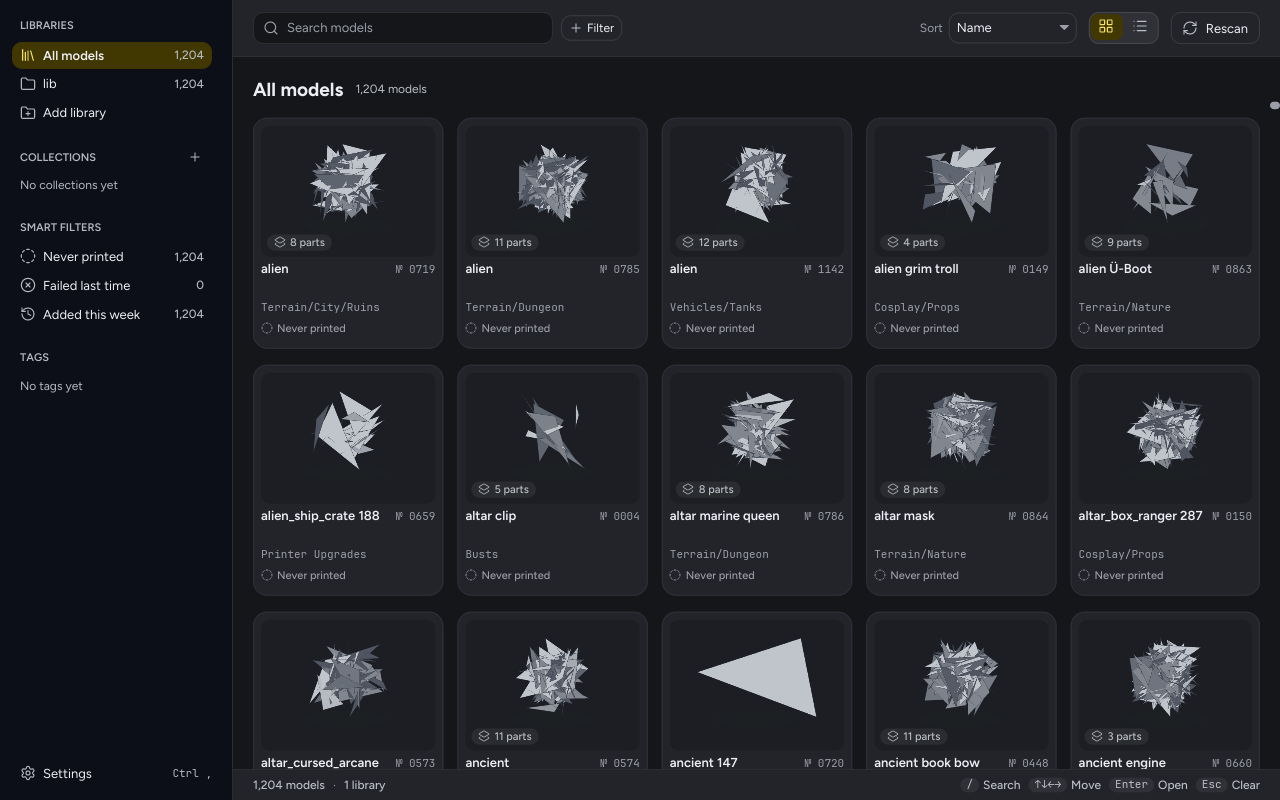 LIBRARIES
All models 1,204
lib 1,204
Add library
COLLECTIONS +
No collections yet
SMART FILTERS
Never printed 1,204
Failed last time 0
Added this week 1,204
TAGS
No tags yet
Settings Ctrl ,
Search models + Filter Sort Name Rescan
All models 1,204 models
8 parts 11 parts 12 parts 4 parts 9 parts
alien № 0719 alien № 0785 alien № 1142 alien grim troll № 0149 alien Ü-Boot № 0863
Terrain/City/Ruins Terrain/Dungeon Vehicles/Tanks Cosplay/Props Terrain/Nature
Never printed Never printed Never printed Never printed Never printed
5 parts 8 parts 8 parts
alien_ship_crate 188 № 0659 altar clip № 0004 altar marine queen № 0786 altar mask № 0864 altar_box_ranger 287 № 0150
Printer Upgrades Busts Terrain/Dungeon Terrain/Nature Cosplay/Props
Never printed Never printed Never printed Never printed Never printed
11 parts 11 parts 3 parts
altar_cursed_arcane № 0573 ancient № 0574 ancient 147 № 0720 ancient book bow № 0448 ancient engine № 0660
1,204 models · 1 library / Search ↑↓←→ Move Enter Open Esc Clear